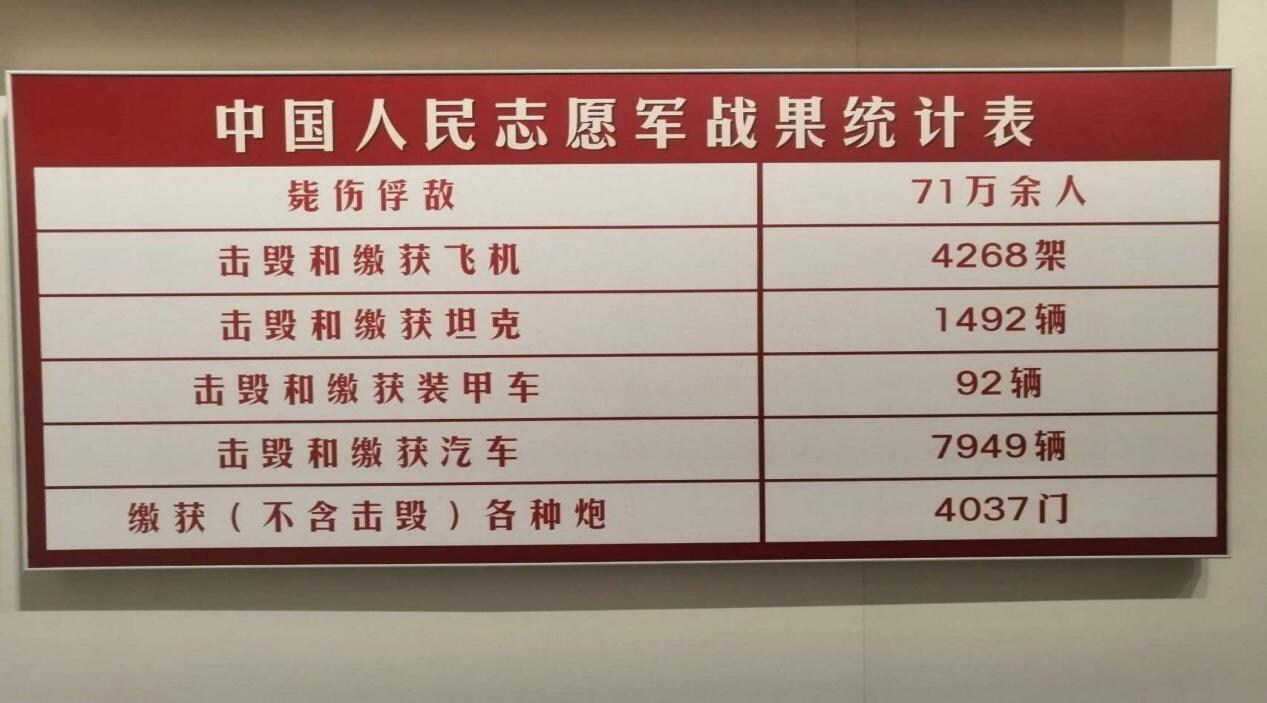 中国人民志愿军战果统计表
毙伤俘敌 71万余人
击毁和缴获飞机 4268架
击毁和缴获坦克 1492辆
击毁和缴获装甲车 92辆
击毁和缴获汽车 7949辆
缴获(不含击毁)各种炮 4037门